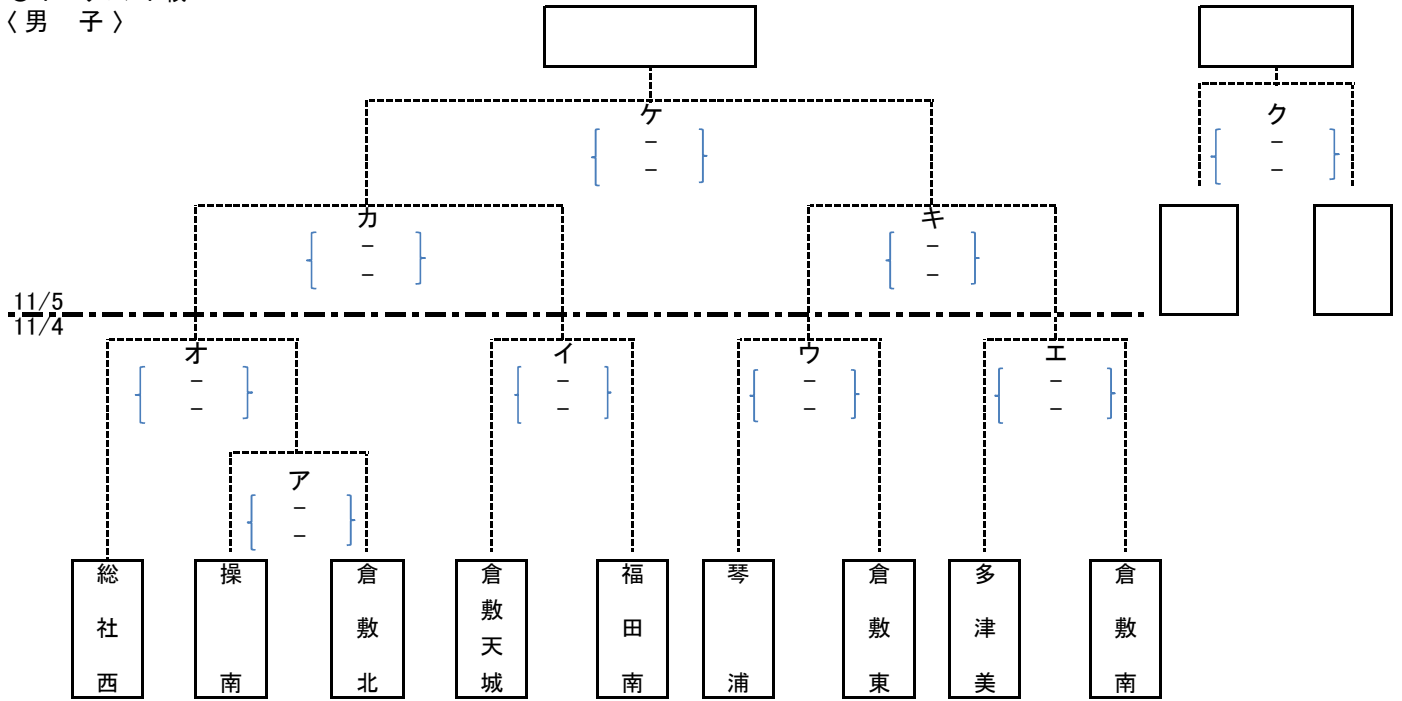 〈男 子〉
ケ
-
-
ク
-
-
カ
-
-
キ
-
-
11/5
11/4
オ
-
-
イ
-
-
ウ
-
-
エ
-
-
ア
-
-
総社西
操南
倉敷北
倉敷天城
福田南
琴浦
倉敷東
多津美
倉敷南